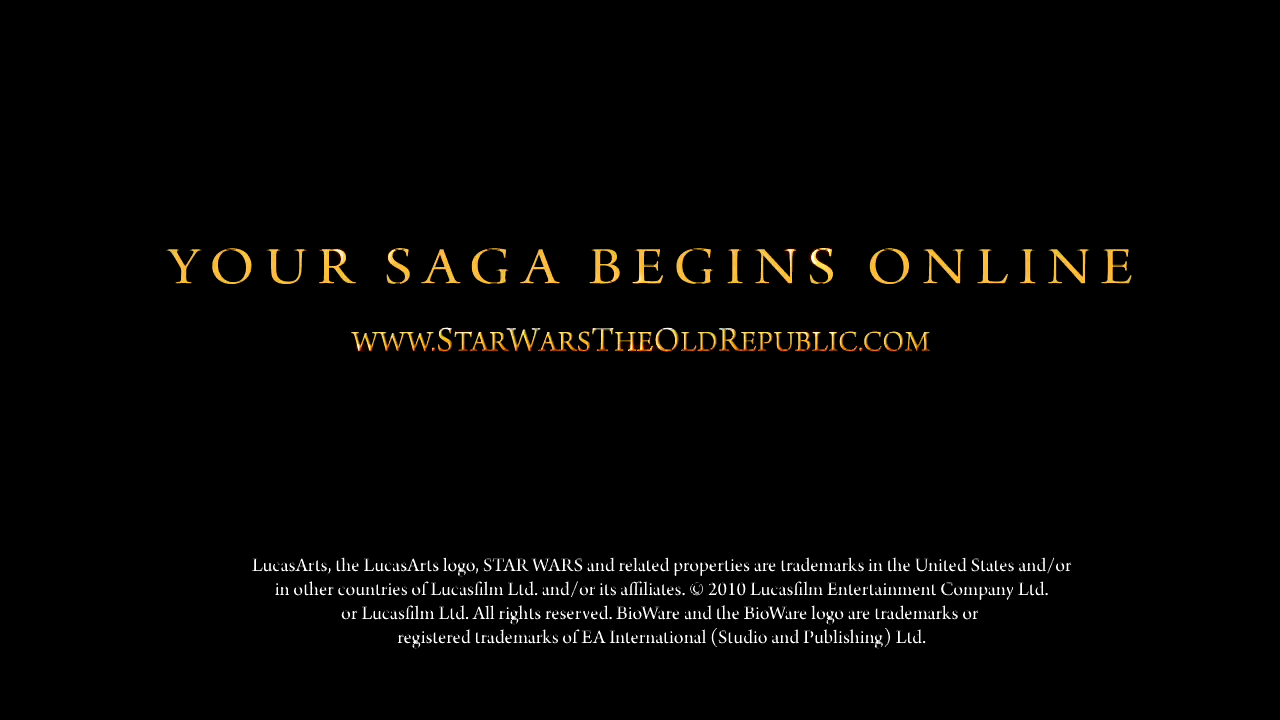 YOUR SAGA BEGINS ONLINE
www.StarWarsTheOldRepublic.com
LucasArts, the LucasArts logo, STAR WARS and related properties are trademarks in the United States and/or
in other countries of Lucasfilm Ltd. and/or its affiliates. © 2010 Lucasfilm Entertainment Company Ltd.
or Lucasfilm Ltd. All rights reserved. BioWare and the BioWare logo are trademarks or
registered trademarks of EA International (Studio and Publishing) Ltd.